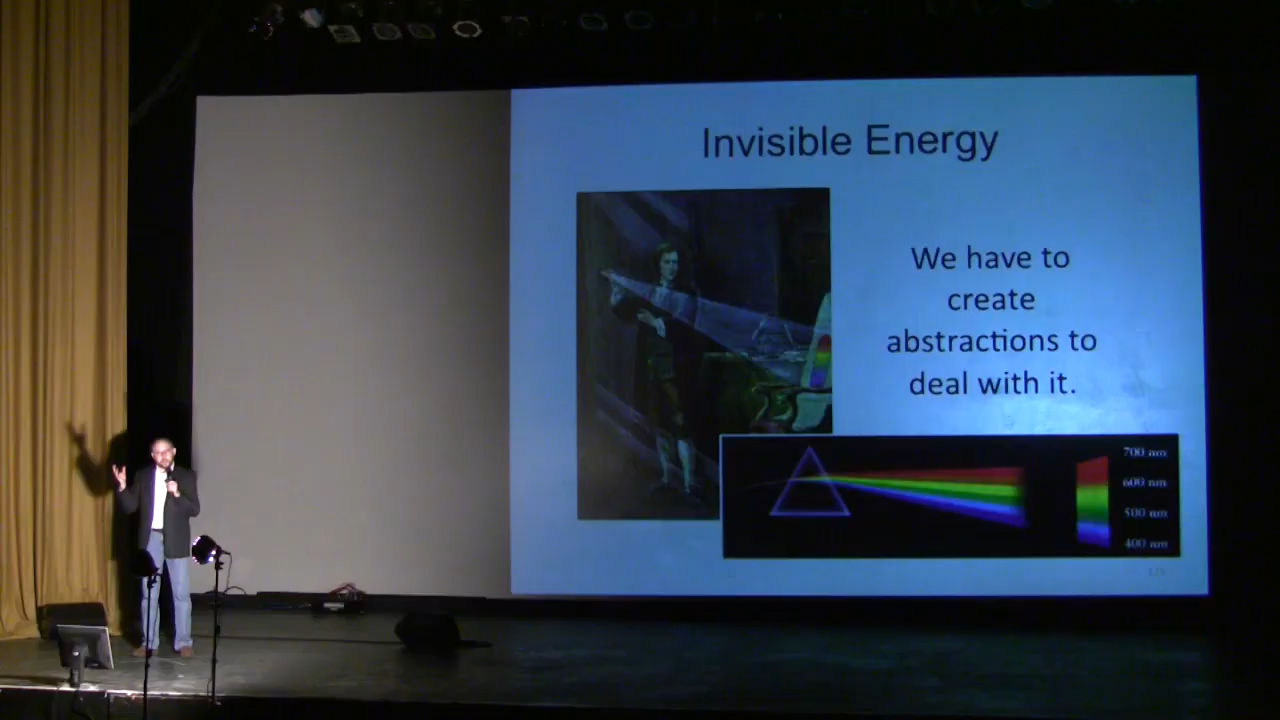 Invisible Energy
We have to
create
abstractions to
deal with it.
700 nm
600 nm
500 nm
400 nm